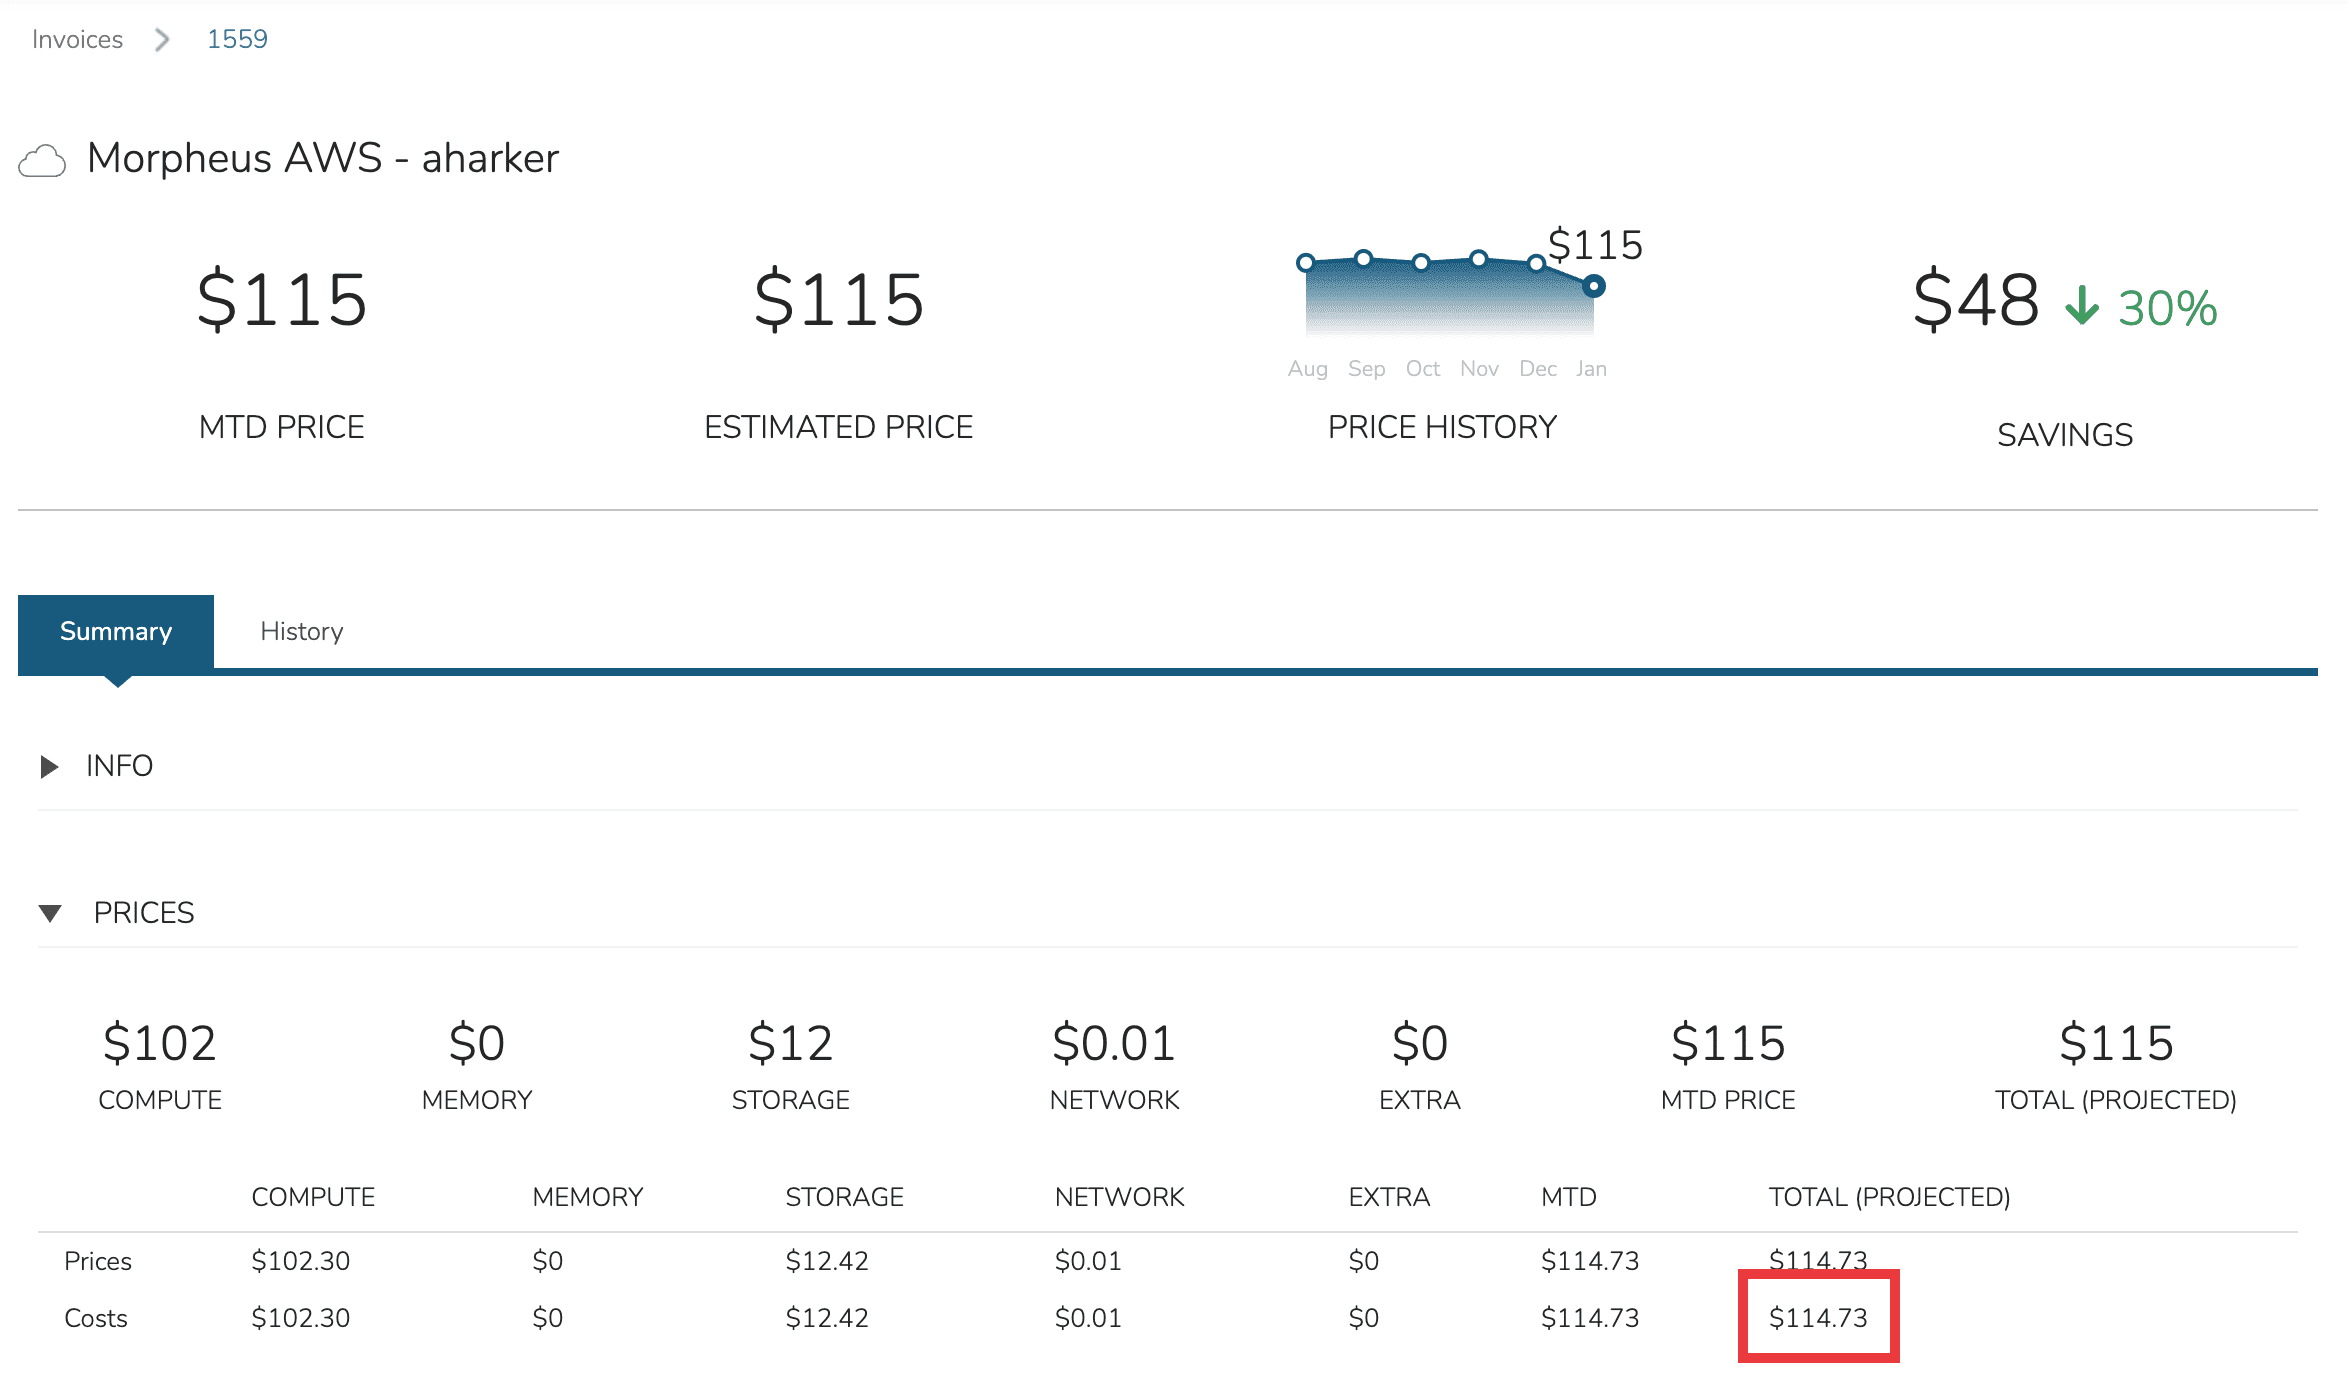 Invoices 1559
Morpheus AWS - aharker
$115 $115 $115 $48 30%
Aug Sep Oct Nov Dec Jan
MTD PRICE ESTIMATED PRICE PRICE HISTORY SAVINGS
Summary History
INFO
PRICES
$102 $0 $12 $0.01 $0 $115 $115
COMPUTE MEMORY STORAGE NETWORK EXTRA MTD PRICE TOTAL (PROJECTED)
COMPUTE MEMORY STORAGE NETWORK EXTRA MTD TOTAL (PROJECTED)
Prices $102.30 $0 $12.42 $0.01 $0 $114.73 $114.73
Costs $102.30 $0 $12.42 $0.01 $0 $114.73 $114.73